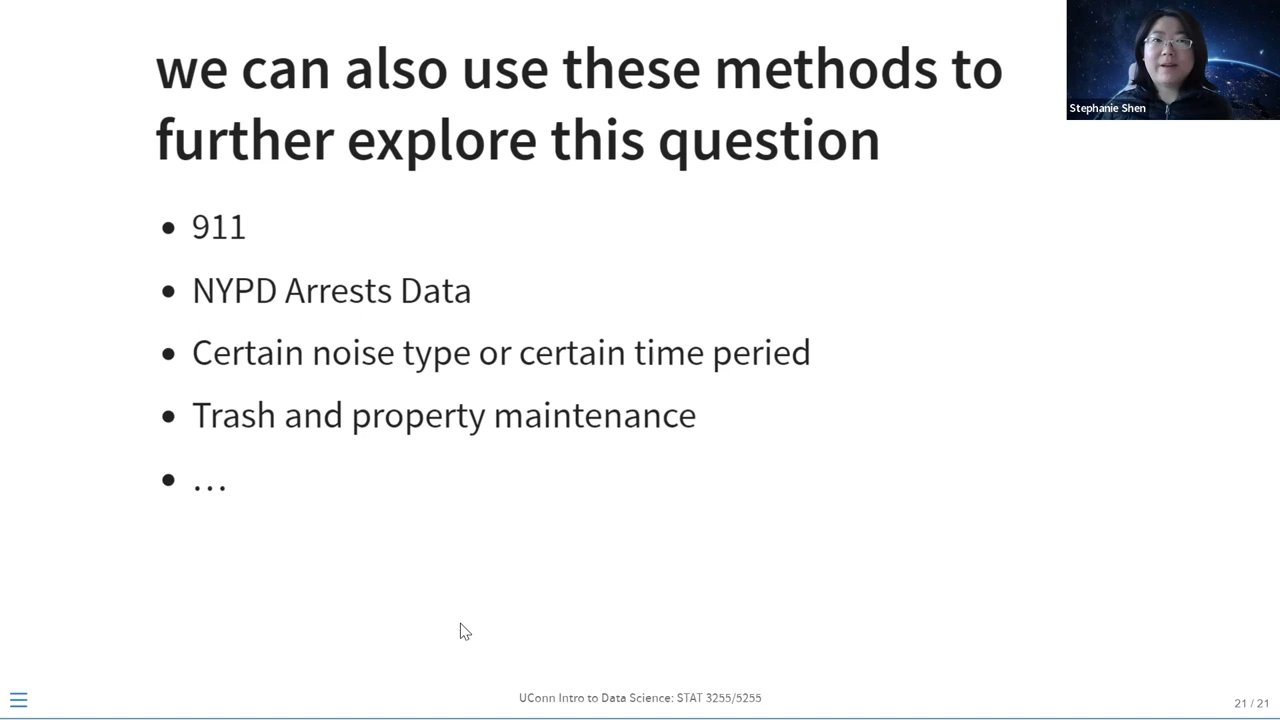 we can also use these methods to
further explore this question
Stephanie Shen
• 911
• NYPD Arrests Data
• Certain noise type or certain time peried
• Trash and property maintenance
• …
UConn Intro to Data Science: STAT 3255/5255
21 / 21